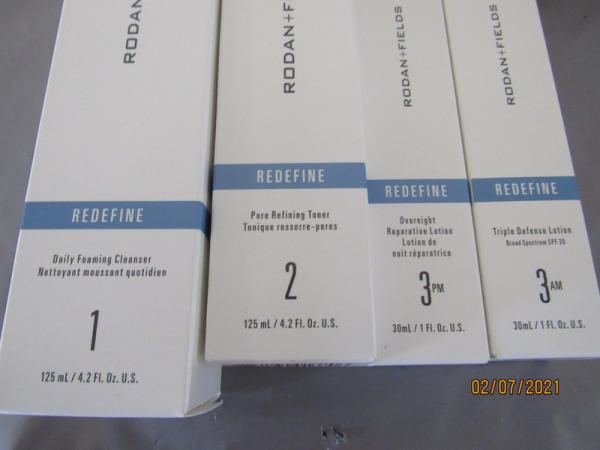 RODAN
REDEFINE
Daily Foaming Cleanser
Nettoyant moussant quotidien
1
125 mL / 4.2 Fl. Oz. U.S.
RODAN+FIELDS
REDEFINE
Pore Refining Toner
Tonique resserre-pores
2
125 mL / 4.2 Fl. Oz. U.S.
RODAN+FIELDS
REDEFINE
Overnight
Reparative Lotion
Lotion de
nuit réparatrice
3PM
30mL / 1 Fl. Oz. U.S.
RODAN+FIELDS
REDEFINE
Triple Defense Lotion
Broad Spectrum SPF 30
3AM
30mL / 1 Fl. Oz. U.S.
02/07/2021